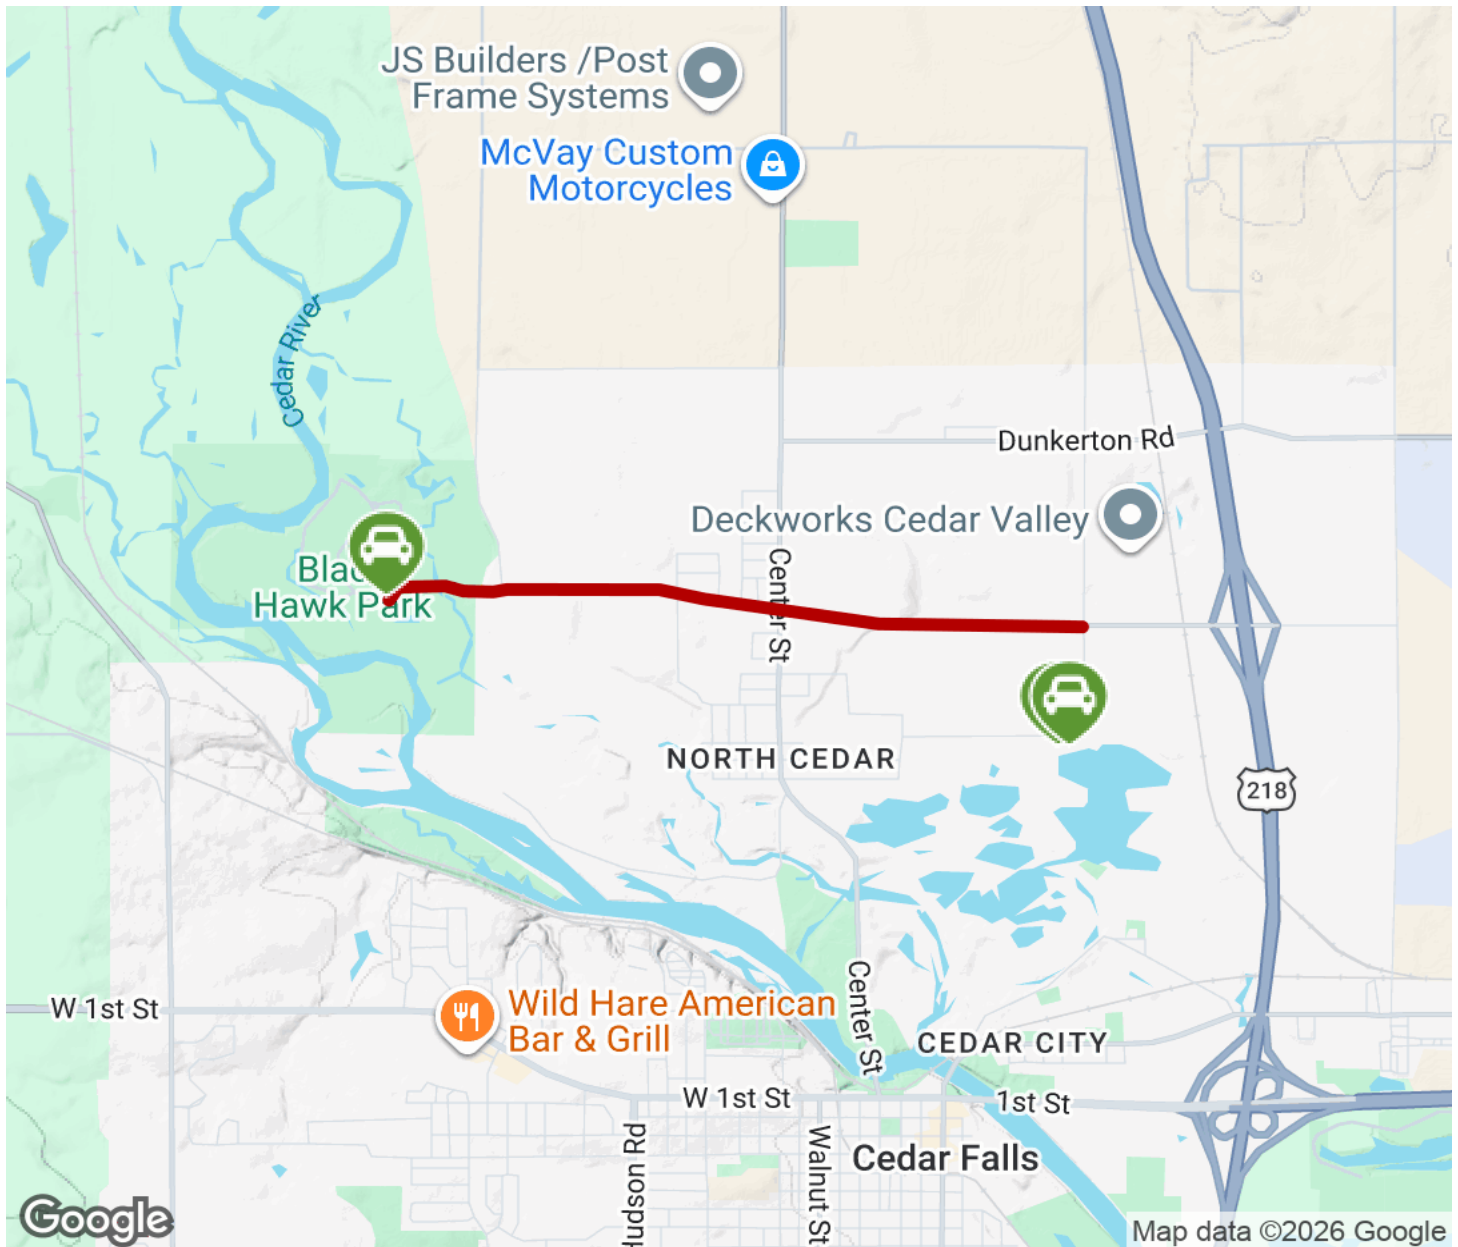 JS Builders /Post
Frame Systems
McVay Custom
Motorcycles
Cedar River
Dunkerton Rd
Deckworks Cedar Valley
Center St
Hawk Park
NORTH CEDAR
218
W 1st St
Wild Hare American
Bar & Grill
Center St
CEDAR CITY
W 1st St
1st St
Hudson Rd
Walnut St
Cedar Falls
Google
Map data ©2026 Google